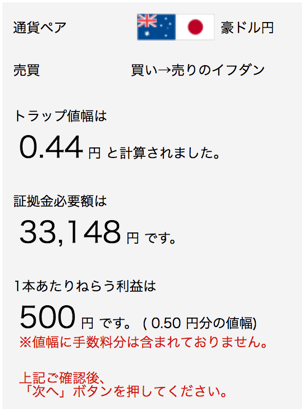 通貨ペア 豪ドル円
売買 買い→売りのイフダン
トラップ値幅は
0.44 円 と計算されました。
証拠金必要額は
33,148 円 です。
1本あたりねらう利益は
500 円 です。 ( 0.50 円分の値幅)
※値幅に手数料分は含まれておりません。
上記ご確認後、
「次へ」ボタンを押してください。